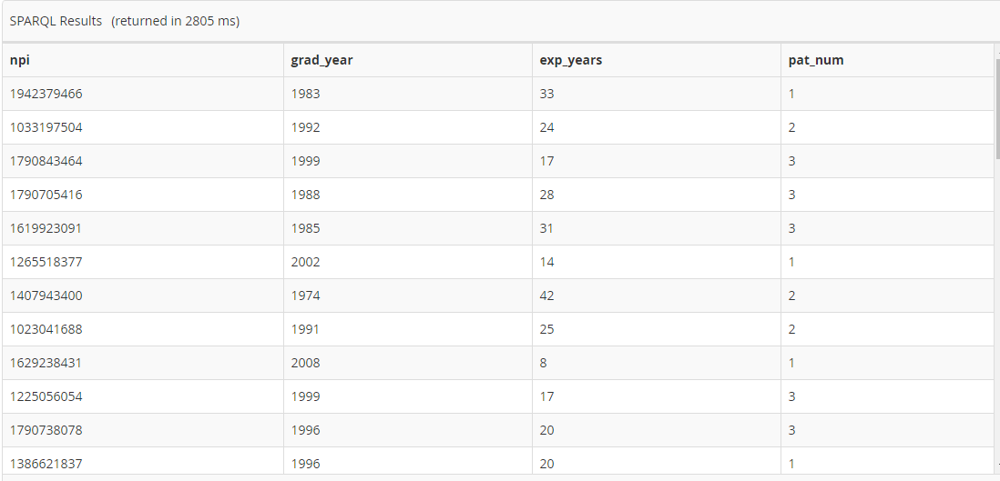 SPARQL Results (returned in 2805 ms)
npi grad_year exp_years pat_num
1942379466 1983 33 1
1033197504 1992 24 2
1790843464 1999 17 3
1790705416 1988 28 3
1619923091 1985 31 3
1265518377 2002 14 1
1407943400 1974 42 2
1023041688 1991 25 2
1629238431 2008 8 1
1225056054 1999 17 3
1790738078 1996 20 3
1386621837 1996 20 1